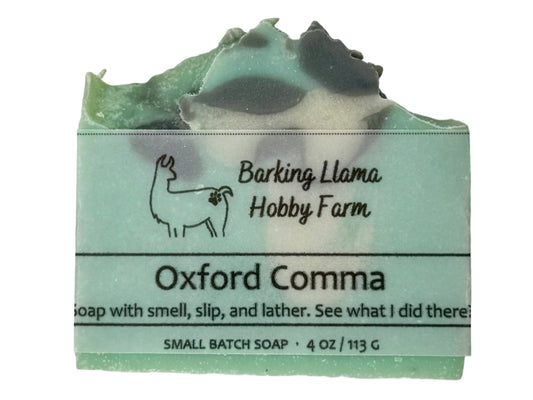 Barking Llama
Hobby Farm
Oxford Comma
Soap with smell, slip, and lather. See what I did there?
SMALL BATCH SOAP · 4 OZ / 113 G